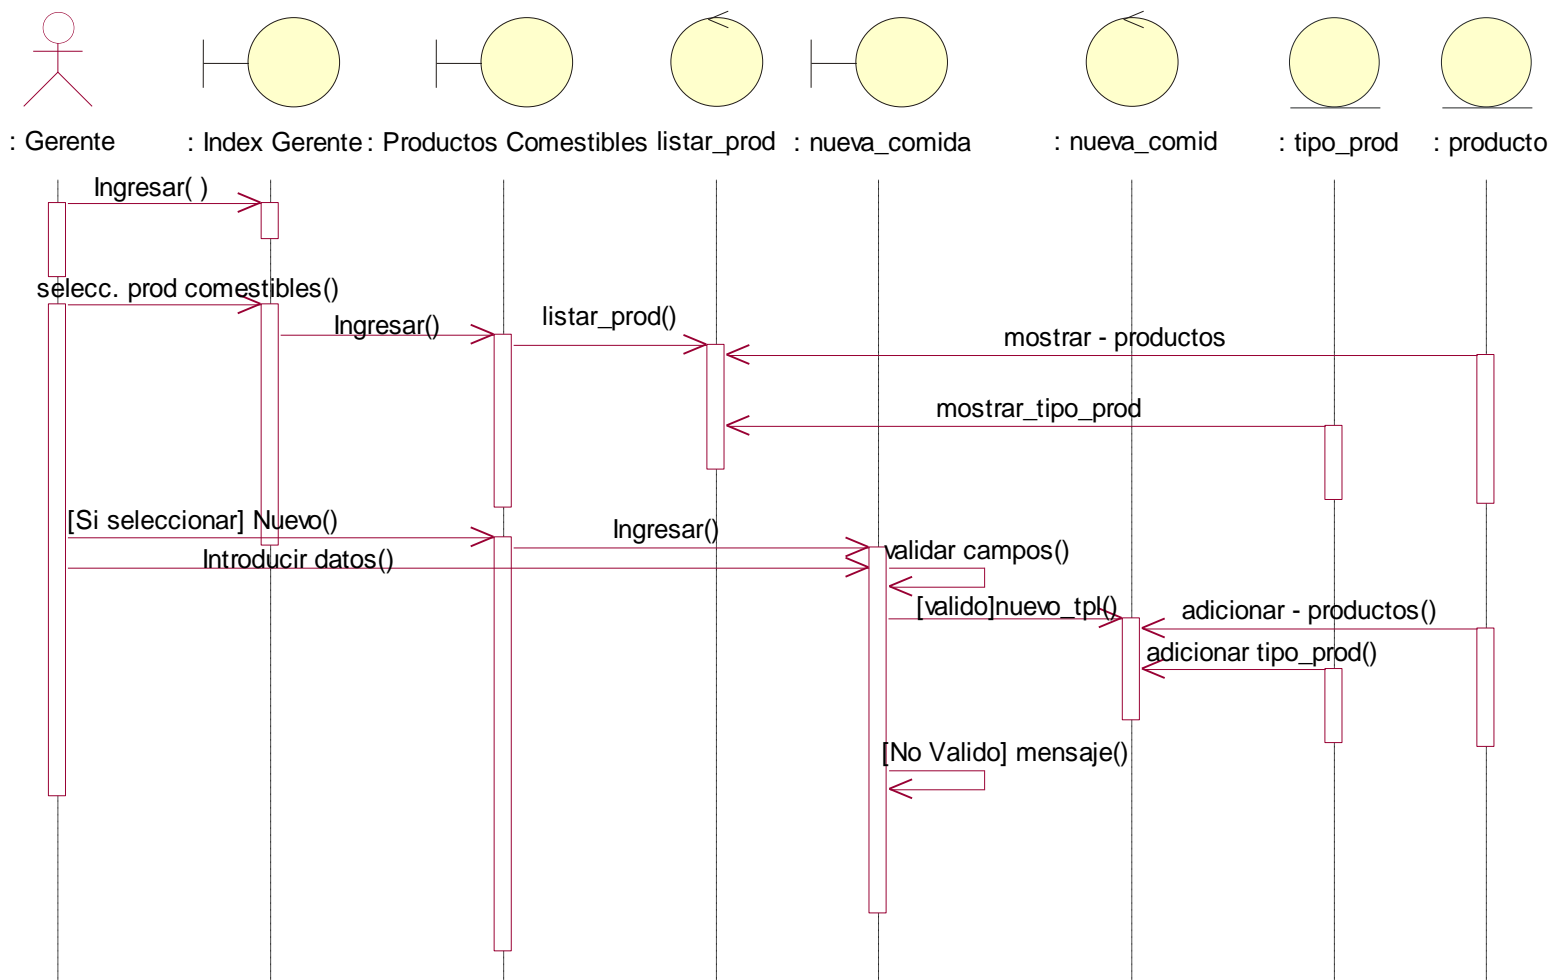 : Gerente
: Index Gerente
: Productos Comestibles
listar_prod
: nueva_comida
: nueva_comid
: tipo_prod
: producto
Ingresar( )
selecc. prod comestibles()
Ingresar()
listar_prod()
mostrar - productos
mostrar_tipo_prod
[Si seleccionar] Nuevo()
Ingresar()
Introducir datos()
validar campos()
[valido]nuevo_tpl()
adicionar - productos()
adicionar tipo_prod()
[No Valido] mensaje()